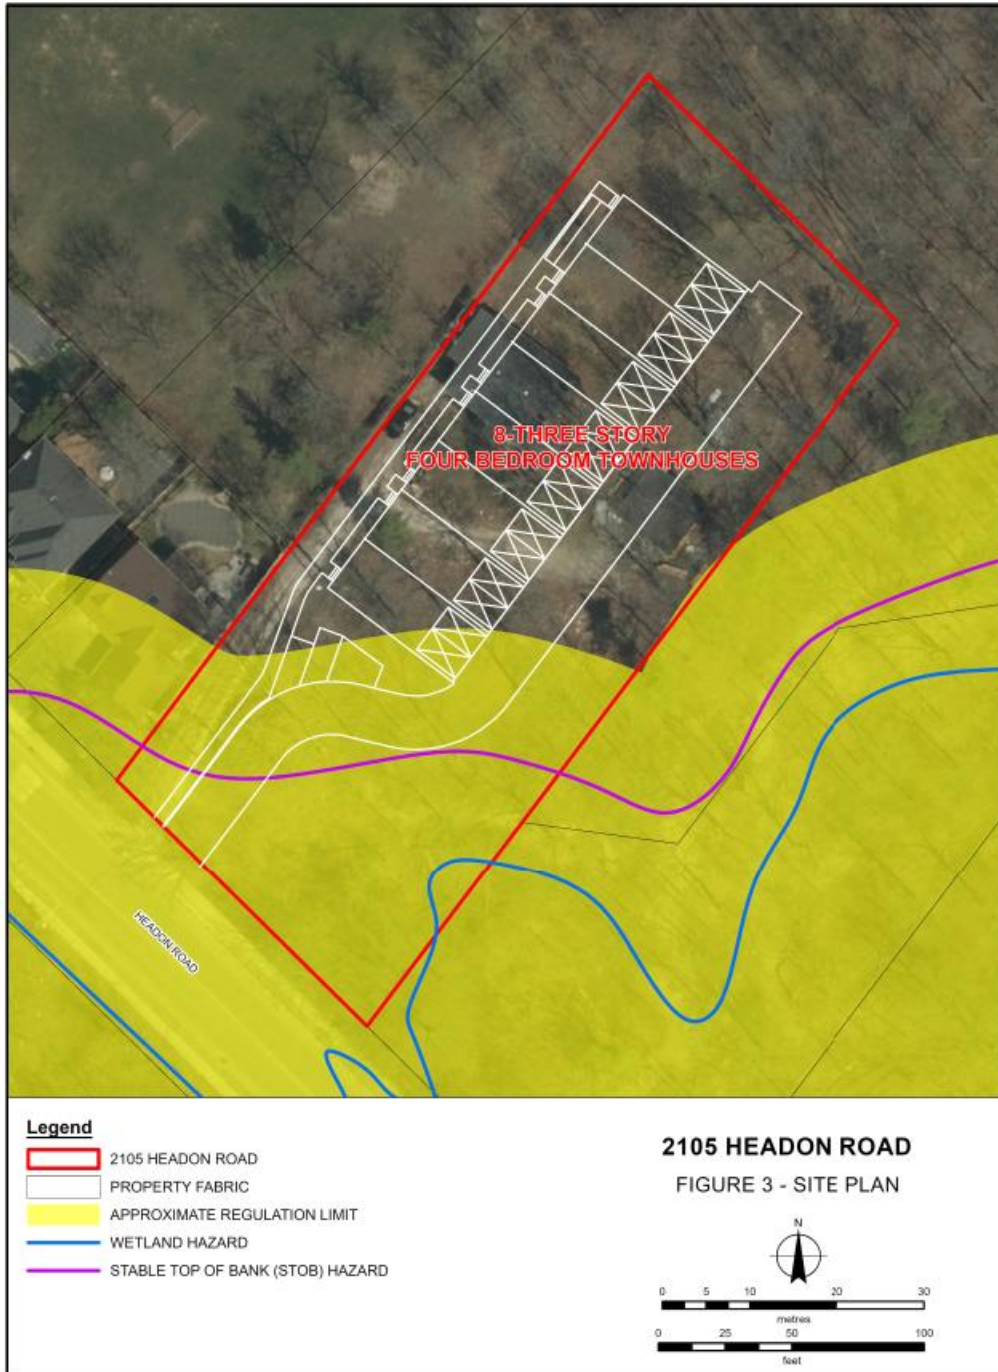 8-THREE STORY
FOUR BEDROOM TOWNHOUSES
HEADON ROAD
Legend
2105 HEADON ROAD
PROPERTY FABRIC
APPROXIMATE REGULATION LIMIT
WETLAND HAZARD
STABLE TOP OF BANK (STOB) HAZARD
2105 HEADON ROAD
FIGURE 3 - SITE PLAN
N
0 5 10 20 30
metres
0 25 50 100
feet